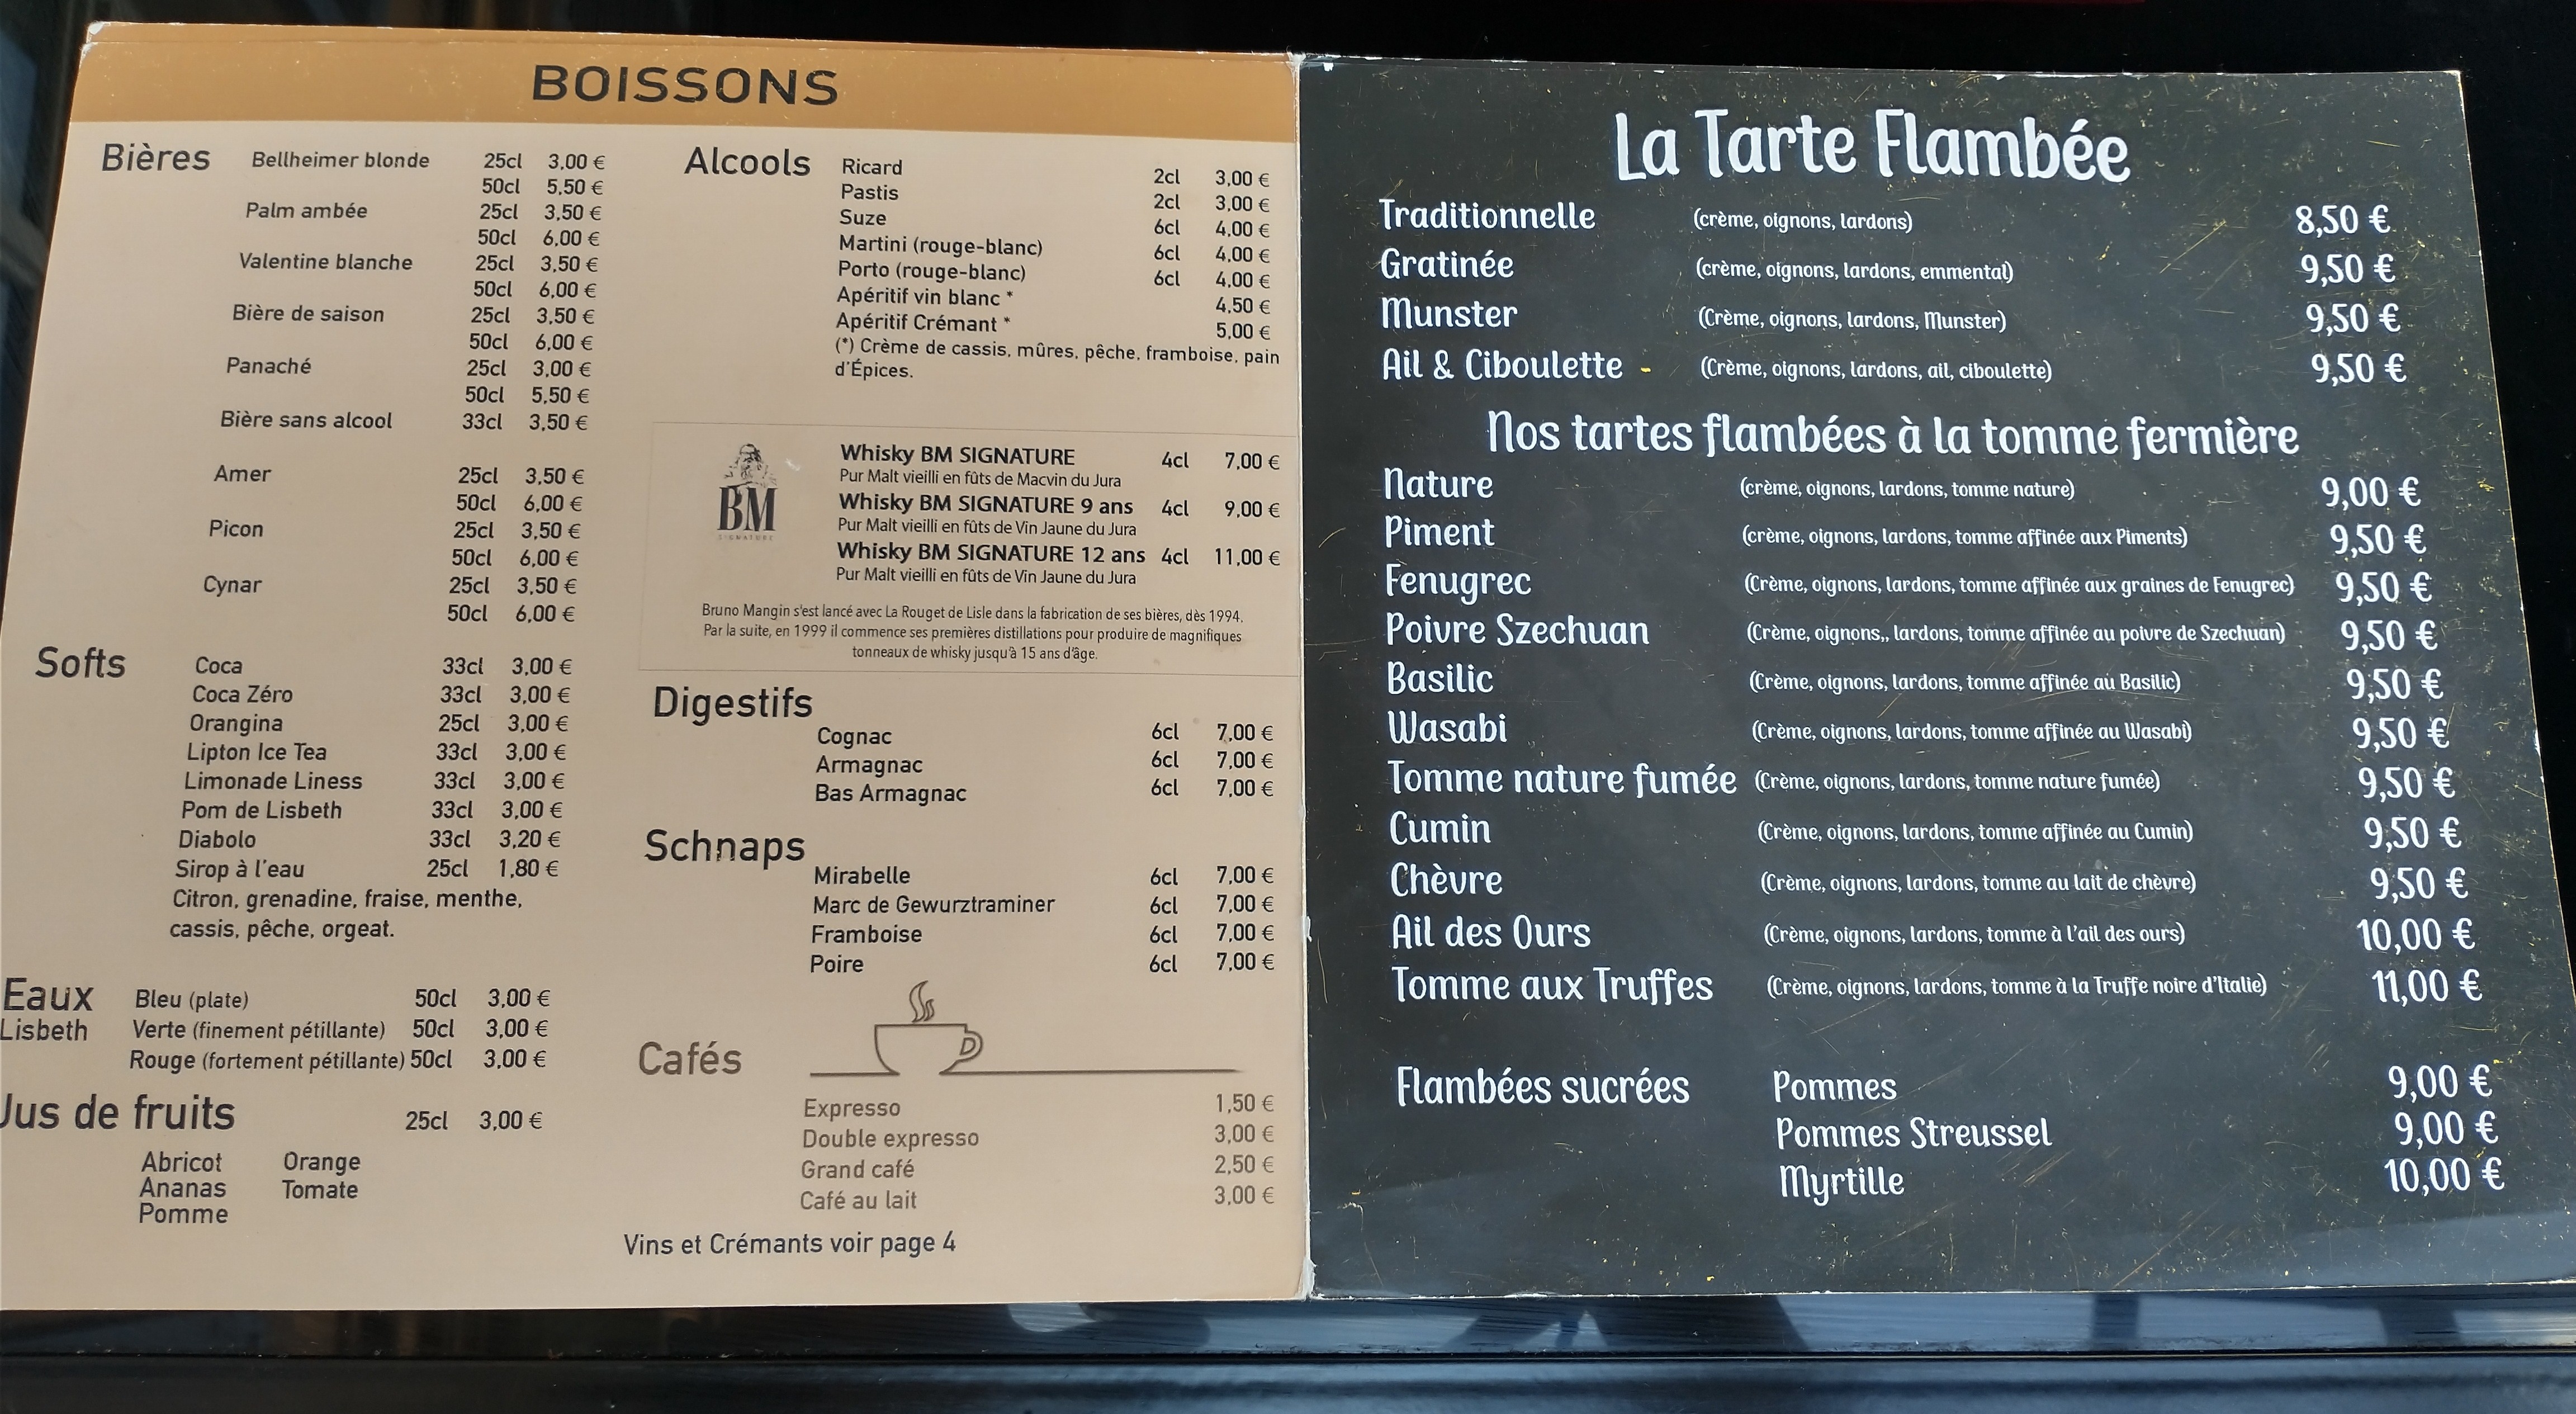 BOISSONS
Bières
Bellheimer blonde 25cl 3,00 €
50cl 5,50 €
Palm ambée 25cl 3,50 €
50cl 6,00 €
Valentine blanche 25cl 3,50 €
50cl 6,00 €
Bière de saison 25cl 3,50 €
50cl 6,00 €
Panaché 25cl 3,00 €
50cl 5,50 €
Bière sans alcool 33cl 3,50 €
Amer 25cl 3,50 €
50cl 6,00 €
Picon 25cl 3,50 €
50cl 6,00 €
Cynar 25cl 3,50 €
50cl 6,00 €
Softs
Coca 33cl 3,00 €
Coca Zéro 33cl 3,00 €
Orangina 25cl 3,00 €
Lipton Ice Tea 33cl 3,00 €
Limonade Liness 33cl 3,00 €
Pom de Lisbeth 33cl 3,00 €
Diabolo 33cl 3,20 €
Sirop à l'eau 25cl 1,80 €
Citron, grenadine, fraise, menthe,
cassis, pêche, orgeat.
Eaux
Lisbeth
Bleu (plate) 50cl 3,00 €
Verte (finement pétillante) 50cl 3,00 €
Rouge (fortement pétillante) 50cl 3,00 €
Jus de fruits 25cl 3,00 €
Abricot Orange
Ananas Tomate
Pomme
Alcools
Ricard 2cl 3,00 €
Pastis 2cl 3,00 €
Suze 6cl 4,00 €
Martini (rouge-blanc) 6cl 4,00 €
Porto (rouge-blanc) 6cl 4,00 €
Apéritif vin blanc * 4,50 €
Apéritif Crémant * 5,00 €
(*) Crème de cassis, mûres, pêche, framboise, pain
d'Épices.
BM
SIGNATURE
Whisky BM SIGNATURE 4cl 7,00 €
Pur Malt vieilli en fûts de Macvin du Jura
Whisky BM SIGNATURE 9 ans 4cl 9,00 €
Pur Malt vieilli en fûts de Vin Jaune du Jura
Whisky BM SIGNATURE 12 ans 4cl 11,00 €
Pur Malt vieilli en fûts de Vin Jaune du Jura
Bruno Mangin s'est lancé avec La Rouget de Lisle dans la fabrication de ses bières, dès 1994.
Par la suite, en 1999 il commence ses premières distillations pour produire de magnifiques
tonneaux de whisky jusqu'à 15 ans d'âge.
Digestifs
Cognac 6cl 7,00 €
Armagnac 6cl 7,00 €
Bas Armagnac 6cl 7,00 €
Schnaps
Mirabelle 6cl 7,00 €
Marc de Gewurztraminer 6cl 7,00 €
Framboise 6cl 7,00 €
Poire 6cl 7,00 €
Cafés
Expresso 1,50 €
Double expresso 3,00 €
Grand café 2,50 €
Café au lait 3,00 €
Vins et Crémants voir page 4
La Tarte Flambée
Traditionnelle (crème, oignons, lardons) 8,50 €
Gratinée (crème, oignons, lardons, emmental) 9,50 €
Munster (Crème, oignons, lardons, Munster) 9,50 €
Ail & Ciboulette - (Crème, oignons, lardons, ail, ciboulette) 9,50 €
Nos tartes flambées à la tomme fermière
Nature (crème, oignons, lardons, tomme nature) 9,00 €
Piment (crème, oignons, lardons, tomme affinée aux Piments) 9,50 €
Fenugrec (Crème, oignons, lardons, tomme affinée aux graines de Fenugrec) 9,50 €
Poivre Szechuan (Crème, oignons,, lardons, tomme affinée au poivre de Szechuan) 9,50 €
Basilic (Crème, oignons, lardons, tomme affinée au Basilic) 9,50 €
Wasabi (Crème, oignons, lardons, tomme affinée au Wasabi) 9,50 €
Tomme nature fumée (Crème, oignons, lardons, tomme nature fumée) 9,50 €
Cumin (Crème, oignons, lardons, tomme affinée au Cumin) 9,50 €
Chèvre (Crème, oignons, lardons, tomme au lait de chèvre) 9,50 €
Ail des Ours (Crème, oignons, lardons, tomme à l'ail des ours) 10,00 €
Tomme aux Truffes (Crème, oignons, lardons, tomme à la Truffe noire d'Italie) 11,00 €
Flambées sucrées Pommes 9,00 €
Pommes Streussel 9,00 €
Myrtille 10,00 €